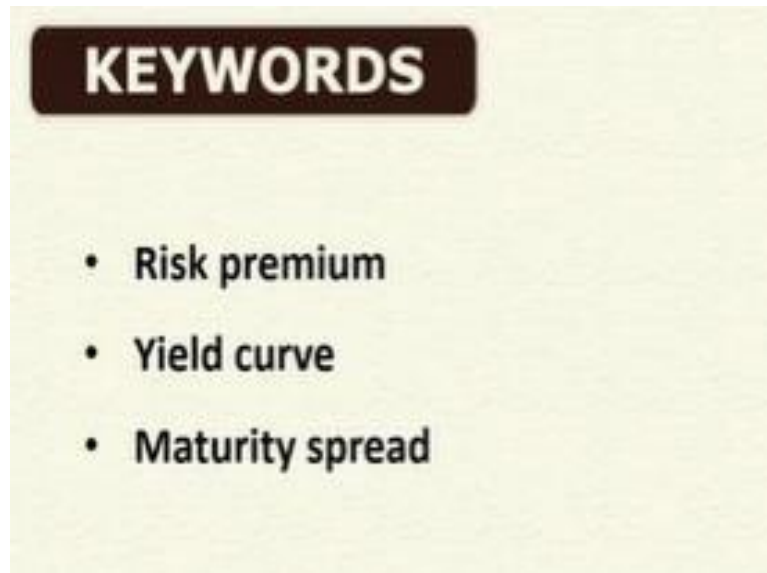 KEYWORDS
• Risk premium
• Yield curve
• Maturity spread